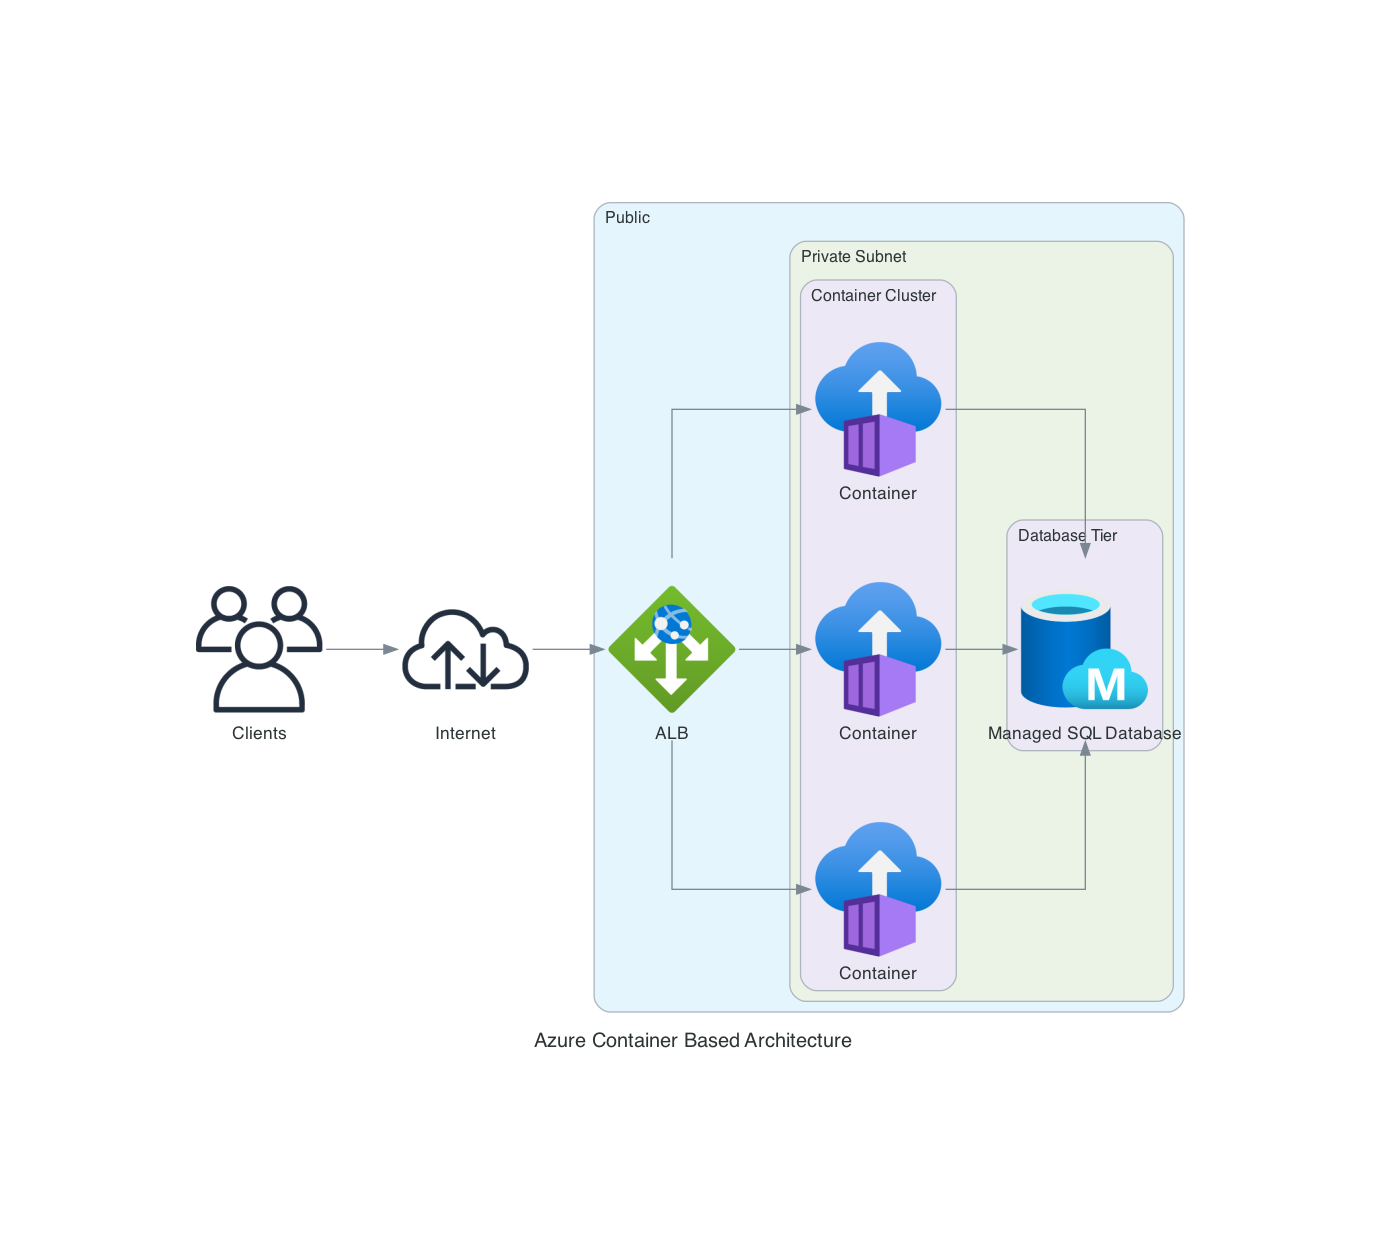 Public
Private Subnet
Container Cluster
Container
Database Tier
Clients
Internet
ALB
Container
M
Managed SQL Database
Container
Azure Container Based Architecture